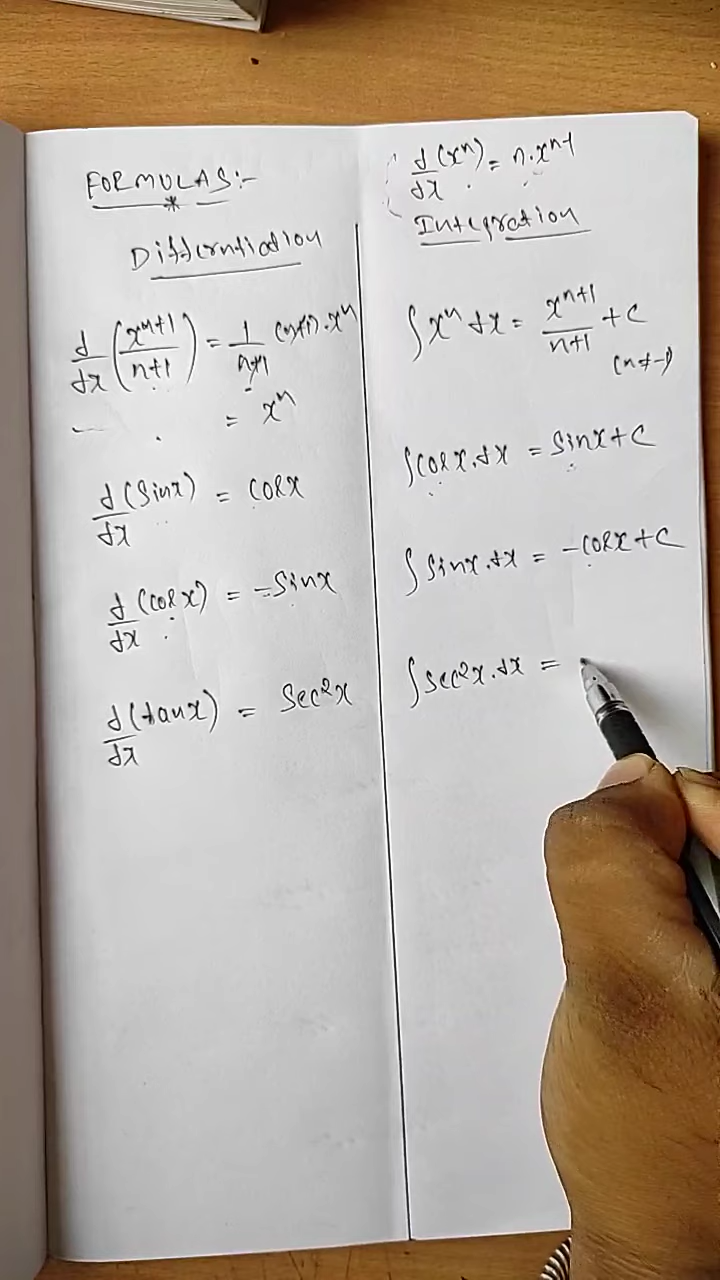 FORMULAS:-
Differntiation
d/dx (x^n+1/n+1) = 1/n+1 (n+1).x^n
= x^n
d/dx (sinx) = cosx
d/dx (cosx) = -sinx
d/dx (tanx) = sec²x
d/dx (x^n) = n.x^n-1
Integration
∫x^n dx = x^n+1/n+1 + c
(n≠-1)
∫cosx.dx = sinx+c
∫sinx.dx = -cosx+c
∫sec²x.dx =